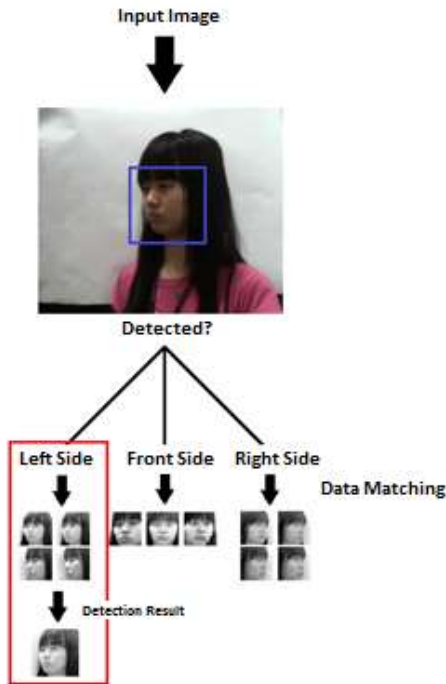 Input Image
Detected?
Left Side Front Side Right Side
Data Matching
Detection Result